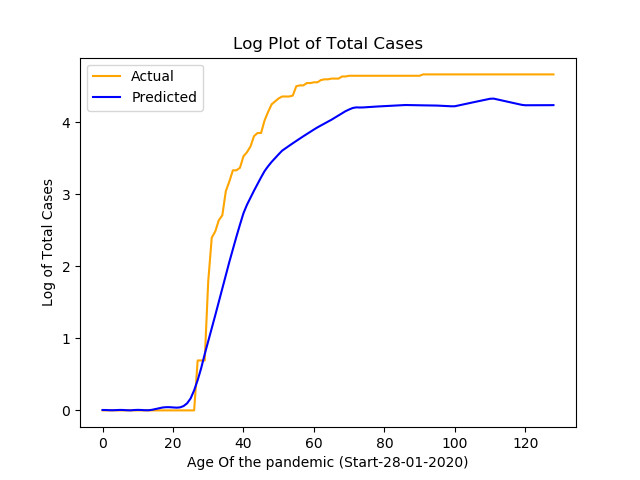 Log Plot of Total Cases
Actual
Predicted
Log of Total Cases
4
3
2
1
0
0 20 40 60 80 100 120
Age Of the pandemic (Start-28-01-2020)